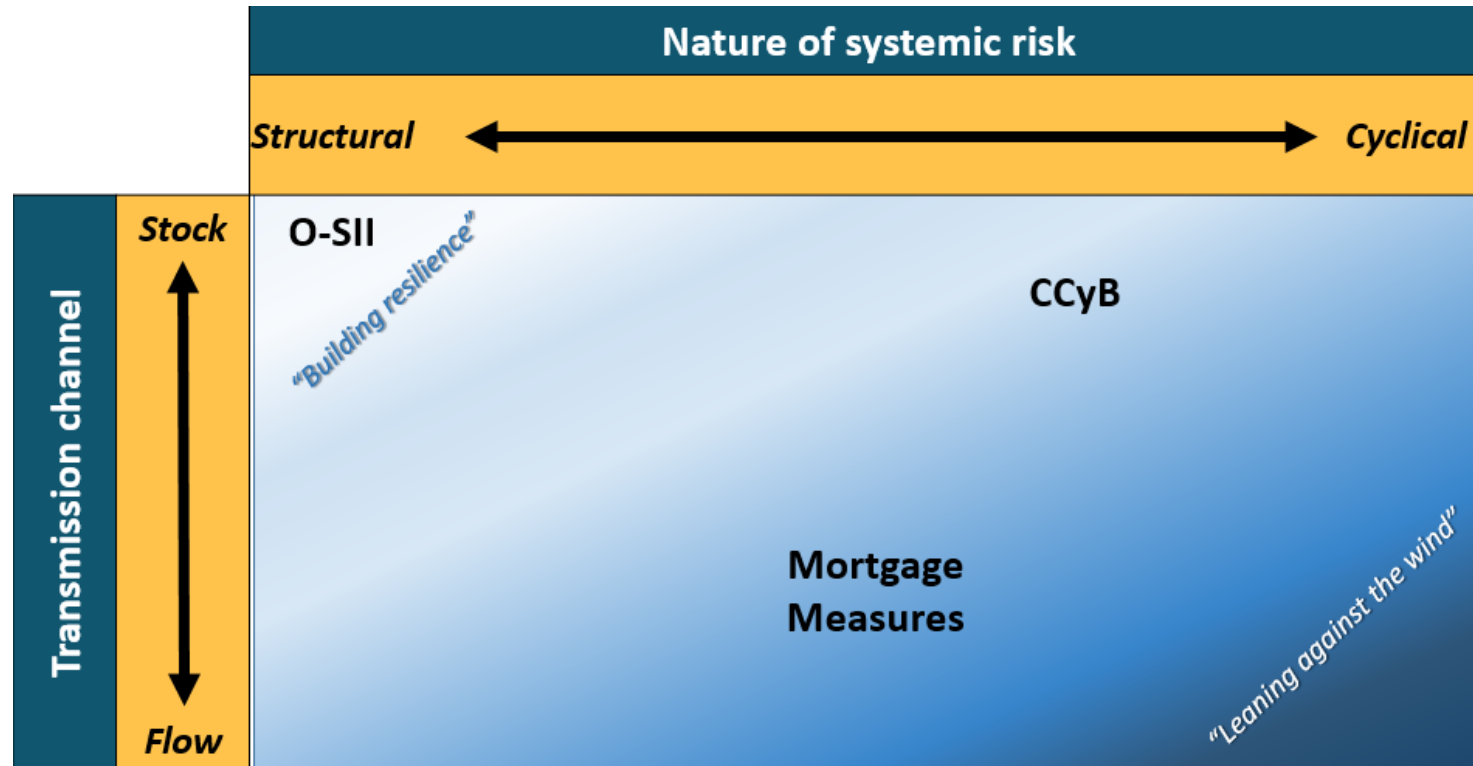 Nature of systemic risk
Structural
Cyclical
Transmission channel
Stock
Flow
O-SII
“Building resilience”
CCyB
Mortgage
Measures
“Leaning against the wind”